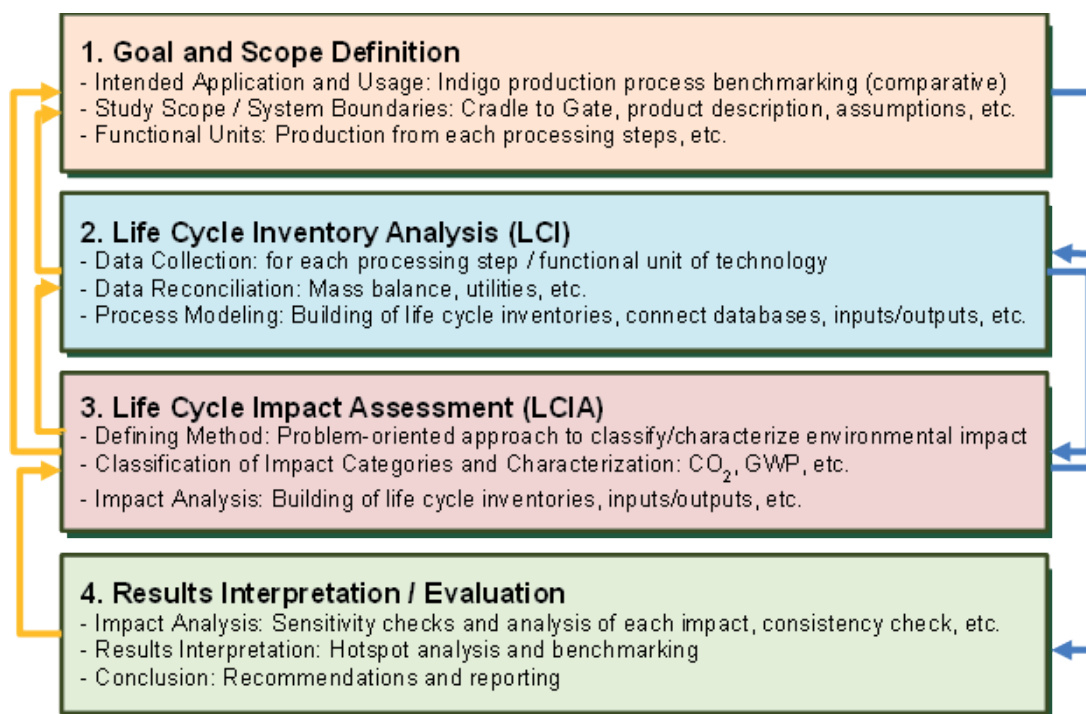 1. Goal and Scope Definition
- Intended Application and Usage: Indigo production process benchmarking (comparative)
- Study Scope / System Boundaries: Cradle to Gate, product description, assumptions, etc.
- Functional Units: Production from each processing steps, etc.
2. Life Cycle Inventory Analysis (LCI)
- Data Collection: for each processing step / functional unit of technology
- Data Reconciliation: Mass balance, utilities, etc.
- Process Modeling: Building of life cycle inventories, connect databases, inputs/outputs, etc.
3. Life Cycle Impact Assessment (LCIA)
- Defining Method: Problem-oriented approach to classify/characterize environmental impact
- Classification of Impact Categories and Characterization: CO₂, GWP, etc.
- Impact Analysis: Building of life cycle inventories, inputs/outputs, etc.
4. Results Interpretation / Evaluation
- Impact Analysis: Sensitivity checks and analysis of each impact, consistency check, etc.
- Results Interpretation: Hotspot analysis and benchmarking
- Conclusion: Recommendations and reporting